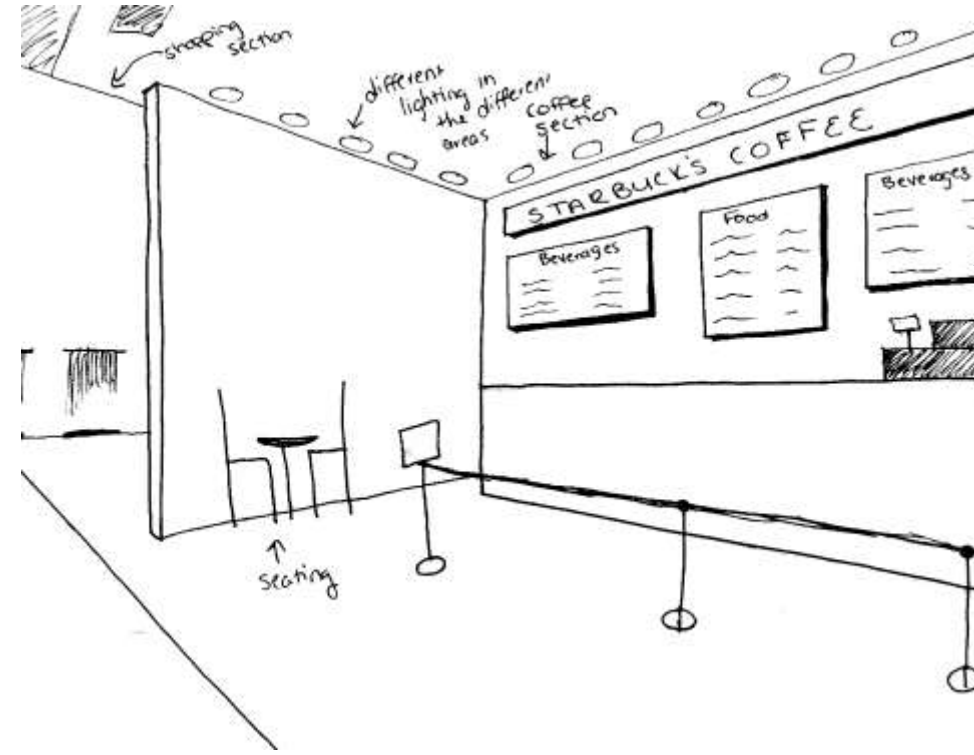 shopping
section
different
lighting in
the different
areas
coffee
section
STARBUCK'S COFFEE
Beverages
Food
Beverages
Seating